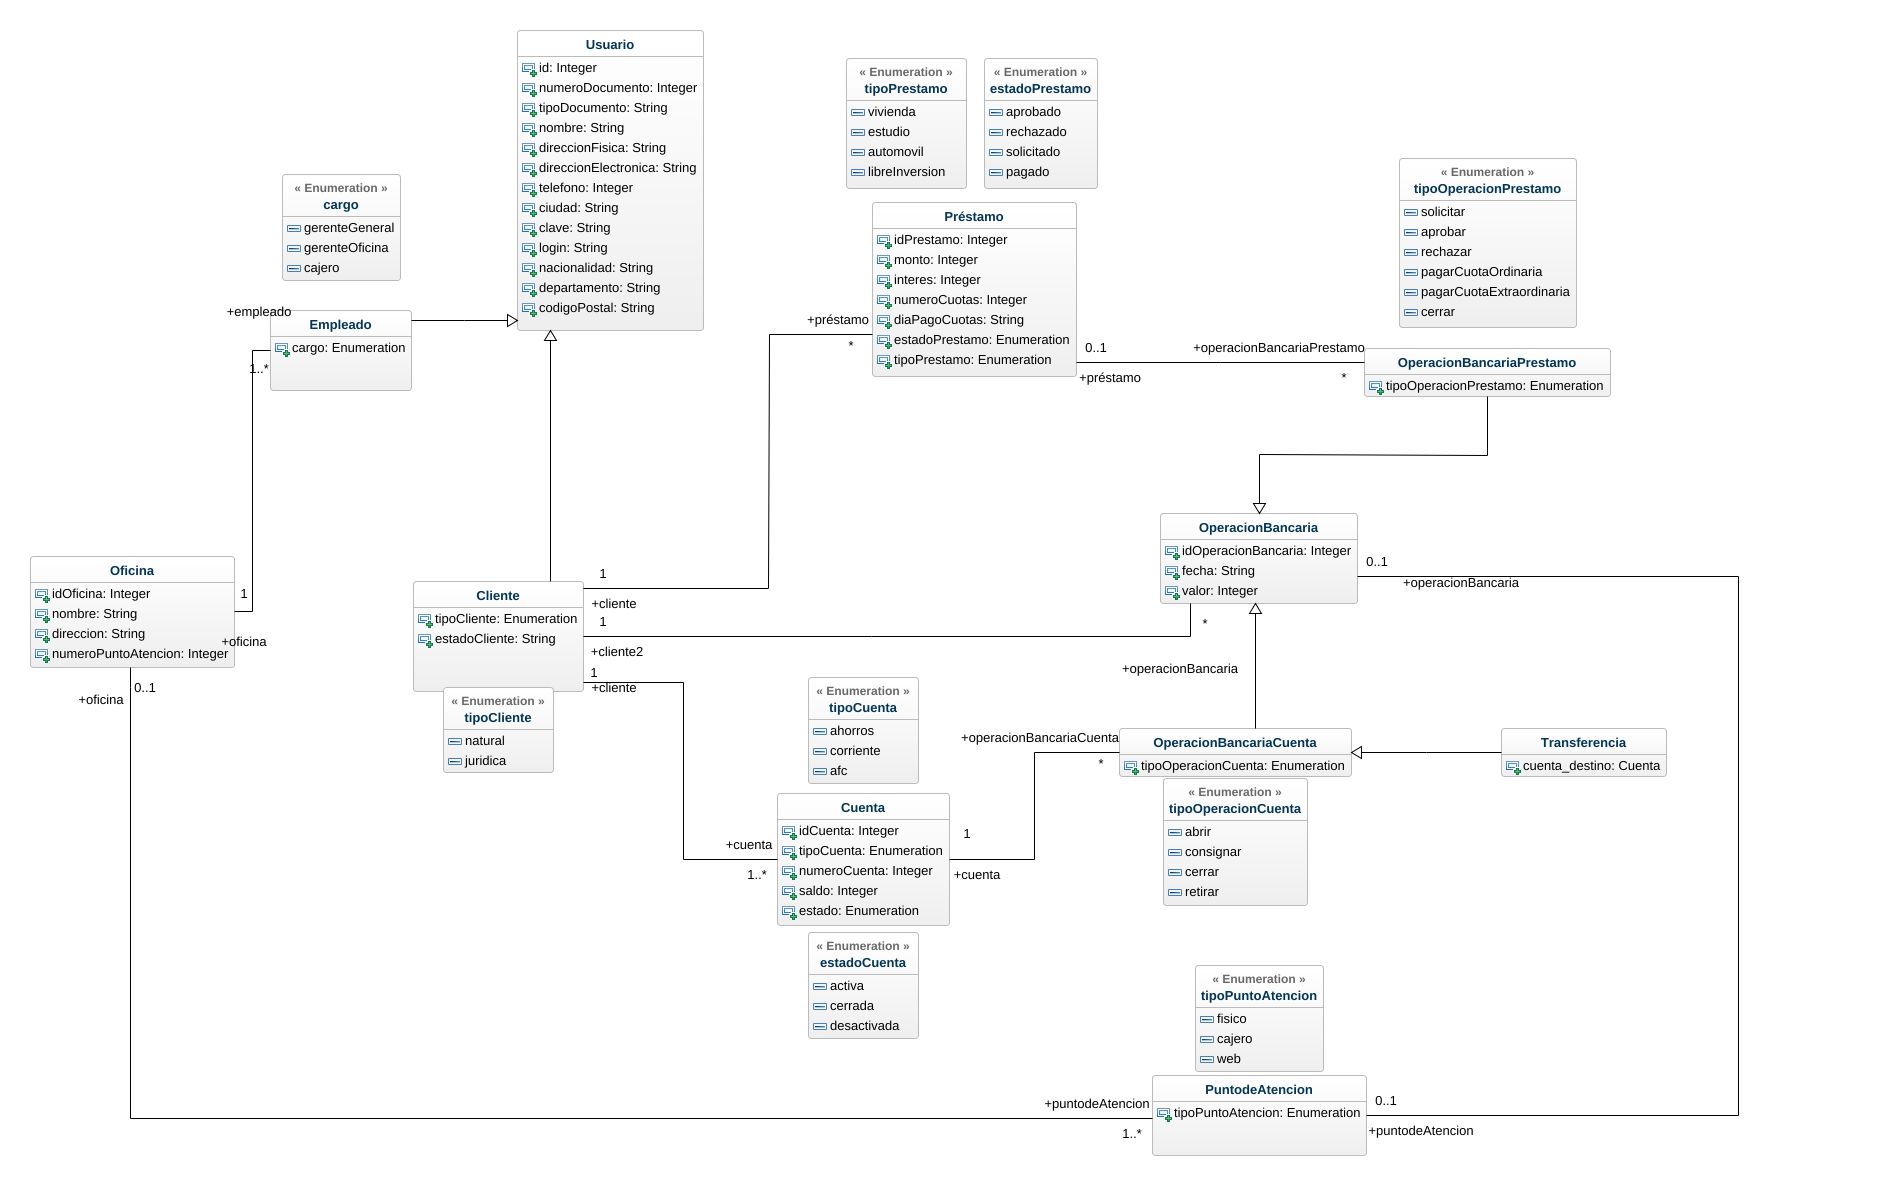 Usuario
id: Integer
numeroDocumento: Integer
tipoDocumento: String
nombre: String
direccionFisica: String
direccionElectronica: String
telefono: Integer
ciudad: String
clave: String
login: String
nacionalidad: String
departamento: String
codigoPostal: String
« Enumeration »
tipoPrestamo
vivienda
estudio
automovil
libreInversion
« Enumeration »
estadoPrestamo
aprobado
rechazado
solicitado
pagado
« Enumeration »
tipoOperacionPrestamo
solicitar
aprobar
rechazar
pagarCuotaOrdinaria
pagarCuotaExtraordinaria
cerrar
« Enumeration »
cargo
gerenteGeneral
gerenteOficina
cajero
Préstamo
idPrestamo: Integer
monto: Integer
interes: Integer
numeroCuotas: Integer
diaPagoCuotas: String
estadoPrestamo: Enumeration
tipoPrestamo: Enumeration
+empleado
1..*
Empleado
cargo: Enumeration
+préstamo
*
0..1
+préstamo
+operacionBancariaPrestamo
*
OperacionBancariaPrestamo
tipoOperacionPrestamo: Enumeration
OperacionBancaria
idOperacionBancaria: Integer
fecha: String
valor: Integer
0..1
+operacionBancaria
Oficina
idOficina: Integer
nombre: String
direccion: String
numeroPuntoAtencion: Integer
1
+oficina
0..1
+oficina
Cliente
tipoCliente: Enumeration
estadoCliente: String
1
+cliente
1
+cliente2
1
+cliente
*
+operacionBancaria
« Enumeration »
tipoCliente
natural
juridica
« Enumeration »
tipoCuenta
ahorros
corriente
afc
+operacionBancariaCuenta
*
OperacionBancariaCuenta
tipoOperacionCuenta: Enumeration
Transferencia
cuenta_destino: Cuenta
« Enumeration »
tipoOperacionCuenta
abrir
consignar
cerrar
retirar
+cuenta
1..*
Cuenta
idCuenta: Integer
tipoCuenta: Enumeration
numeroCuenta: Integer
saldo: Integer
estado: Enumeration
1
+cuenta
« Enumeration »
estadoCuenta
activa
cerrada
desactivada
« Enumeration »
tipoPuntoAtencion
fisico
cajero
web
+puntodeAtencion
1..*
PuntodeAtencion
tipoPuntoAtencion: Enumeration
0..1
+puntodeAtencion